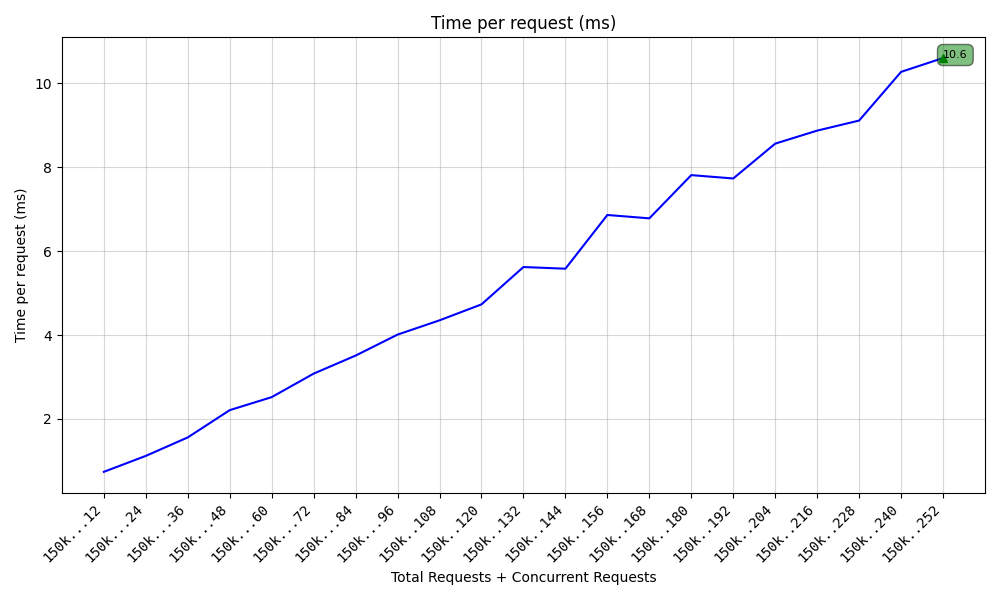 Time per request (ms)
10.6
10
8
6
4
2
Time per request (ms)
150k...12
150k...24
150k...36
150k...48
150k...60
150k...72
150k...84
150k...96
150k..108
150k..120
150k..132
150k..144
150k..156
150k..168
150k..180
150k..192
150k..204
150k..216
150k..228
150k..240
150k..252
Total Requests + Concurrent Requests